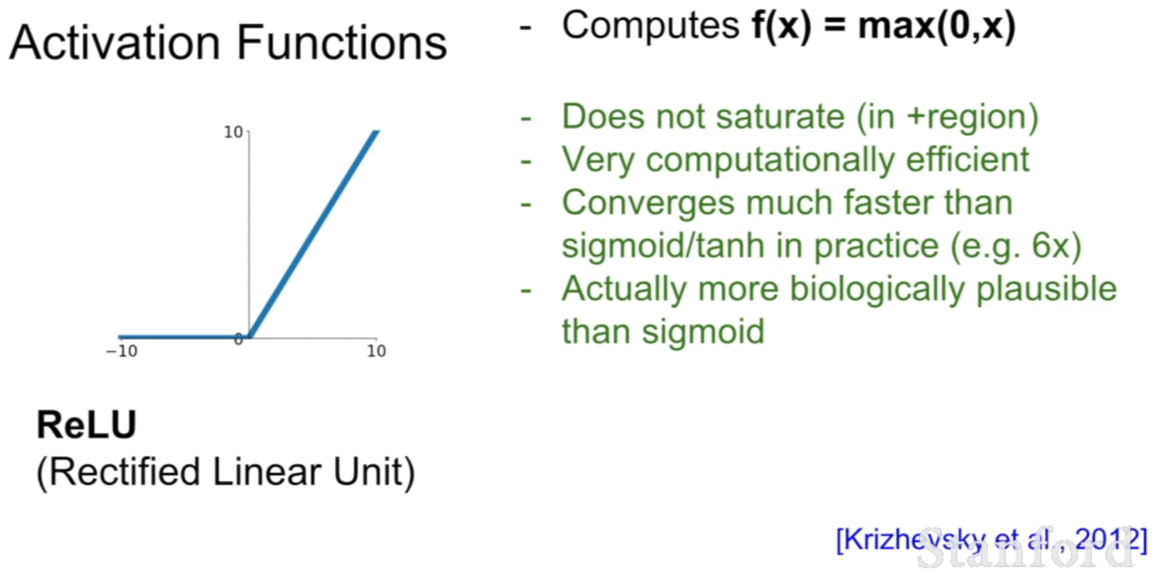 Activation Functions
- Computes f(x) = max(0,x)
- Does not saturate (in +region)
- Very computationally efficient
- Converges much faster than
sigmoid/tanh in practice (e.g. 6x)
- Actually more biologically plausible
than sigmoid
10
0
−10
10
ReLU
(Rectified Linear Unit)
[Krizhevsky et al., 2012]
Stanford